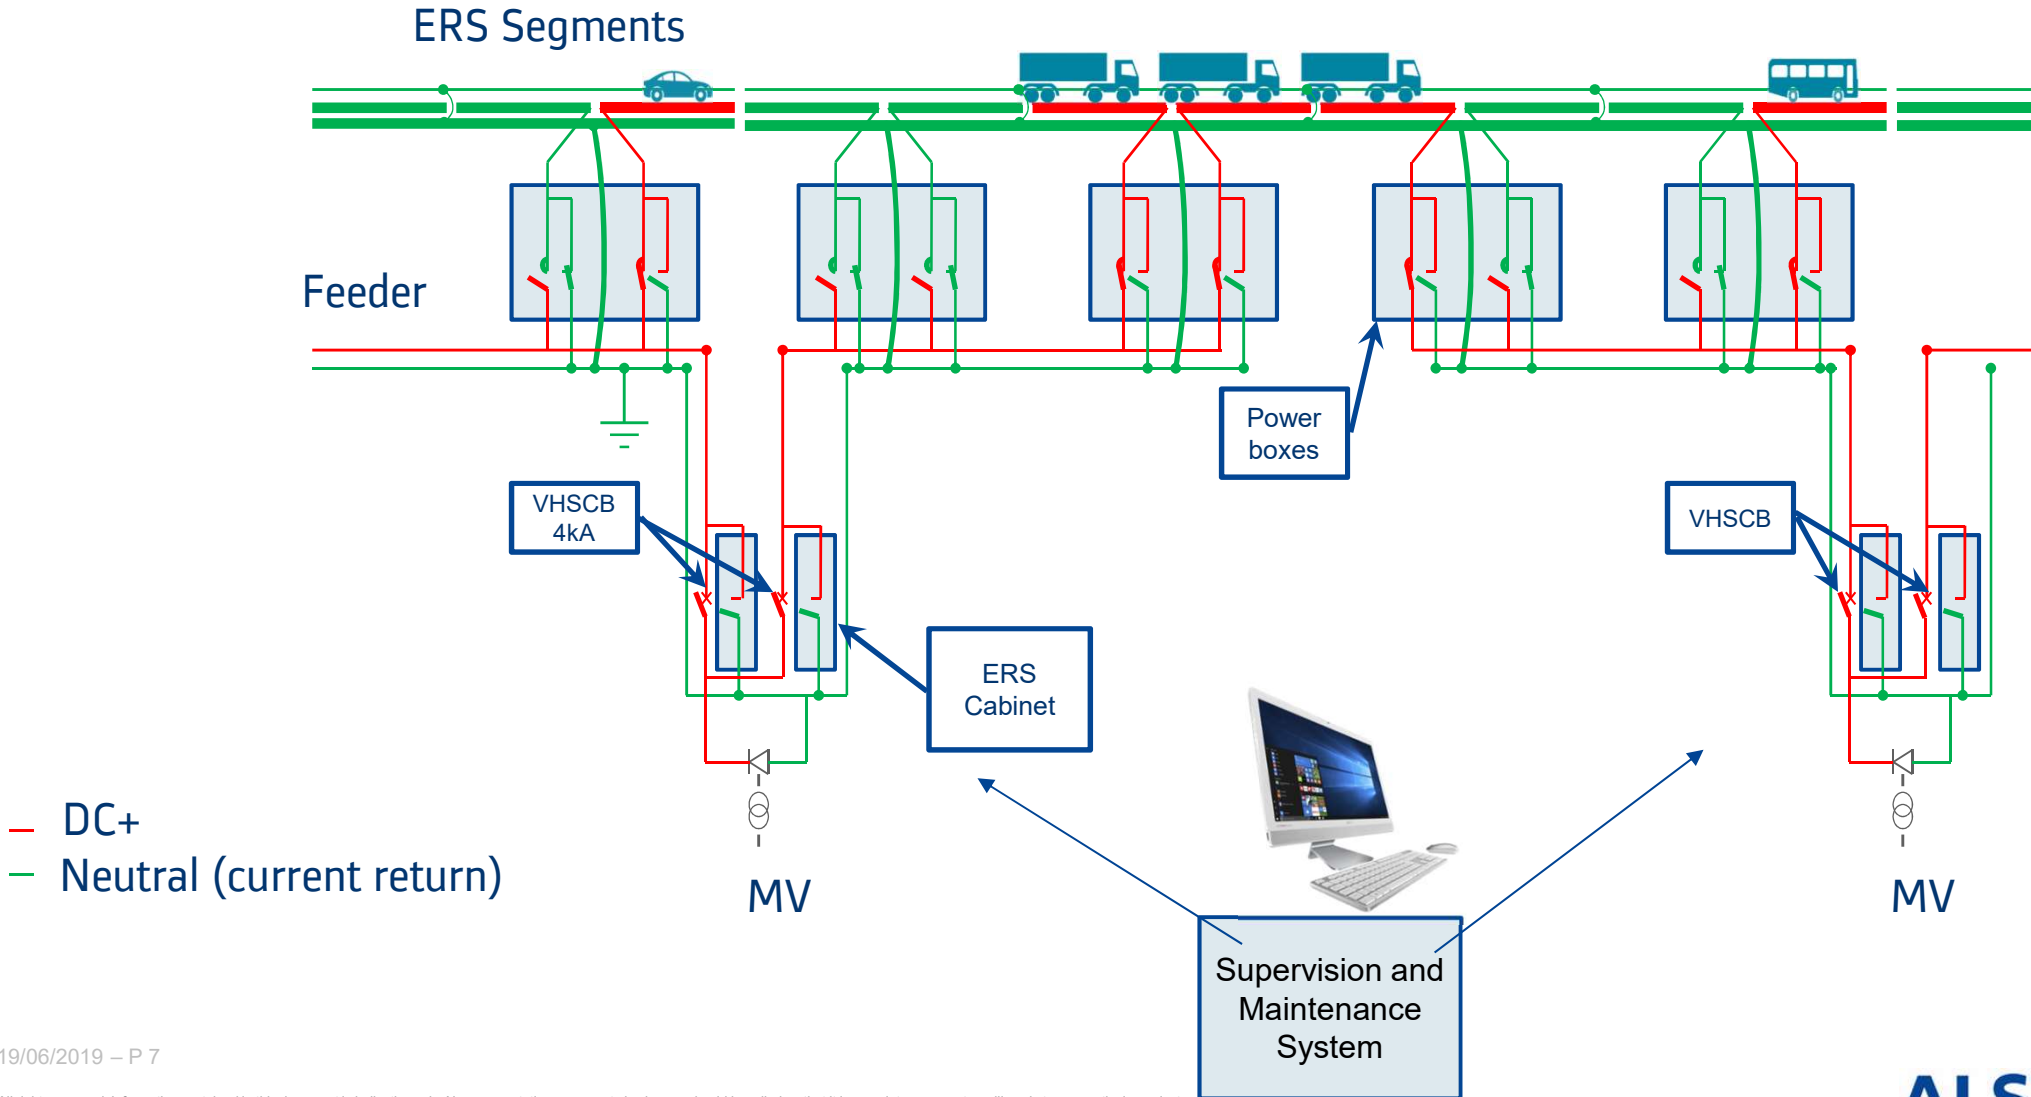 ERS Segments
Feeder
Power
boxes
VHSCB
4kA
VHSCB
ERS
Cabinet
DC+
Neutral (current return)
MV
MV
Supervision and
Maintenance
System
19/06/2019 – P 7
ALS